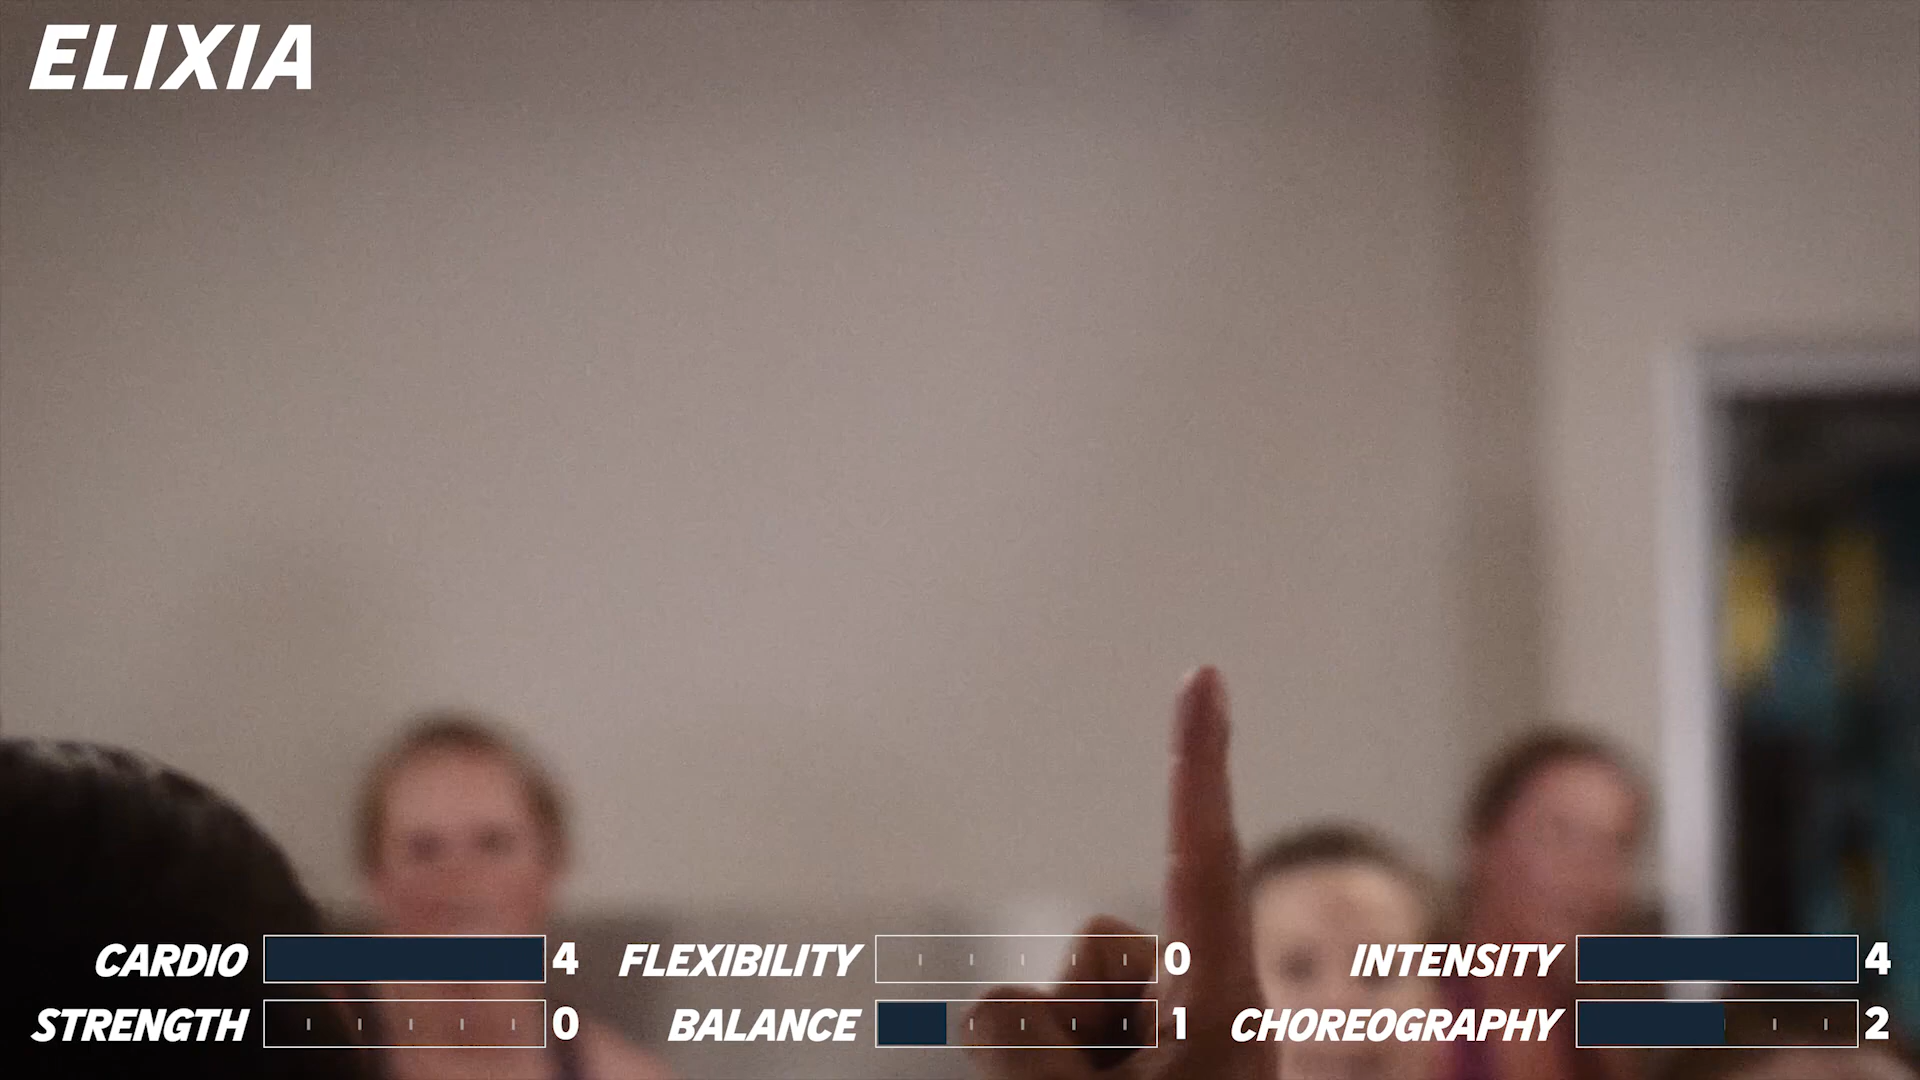 ELIXIA
CARDIO 4 FLEXIBILITY 0 INTENSITY 4
STRENGTH 0 BALANCE 1 CHOREOGRAPHY 2